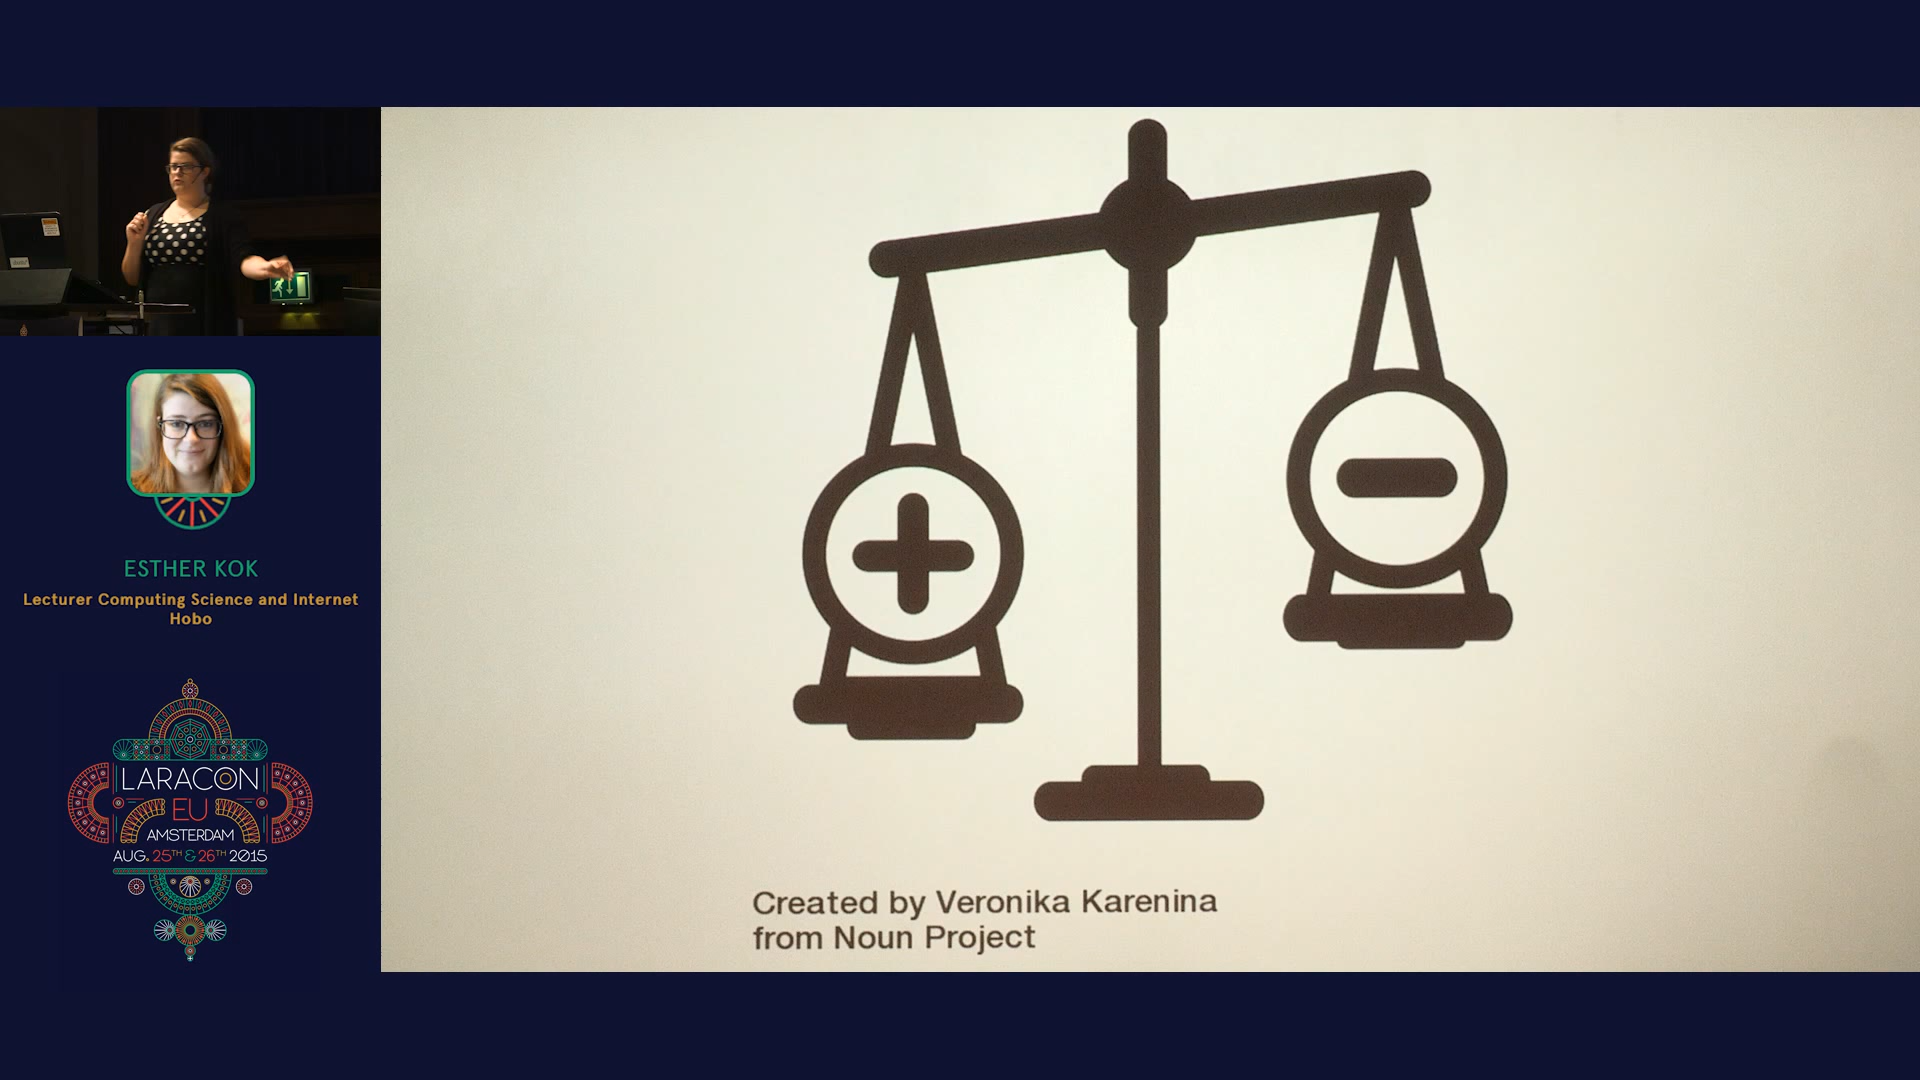 ESTHER KOK
Lecturer Computing Science and Internet
Hobo
LARACON
EU
AMSTERDAM
AUG. 25TH & 26TH 2015
Created by Veronika Karenina
from Noun Project